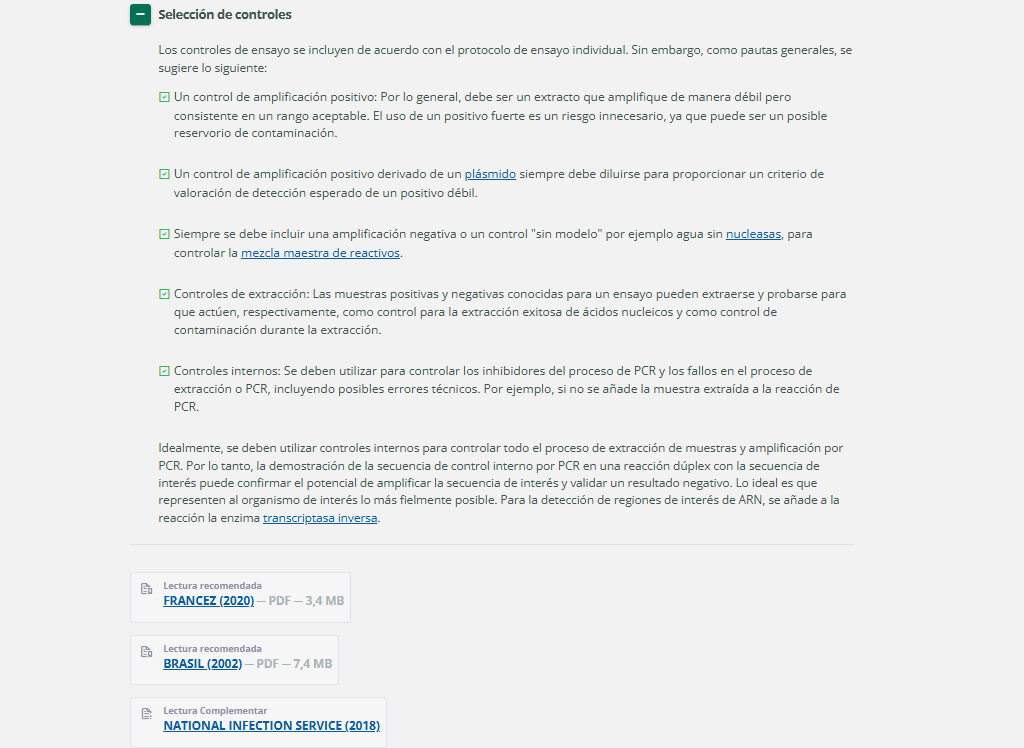 Selección de controles
Los controles de ensayo se incluyen de acuerdo con el protocolo de ensayo individual. Sin embargo, como pautas generales, se
sugiere lo siguiente:
Un control de amplificación positivo: Por lo general, debe ser un extracto que amplifique de manera débil pero
consistente en un rango aceptable. El uso de un positivo fuerte es un riesgo innecesario, ya que puede ser un posible
reservorio de contaminación.
Un control de amplificación positivo derivado de un plásmido siempre debe diluirse para proporcionar un criterio de
valoración de detección esperado de un positivo débil.
Siempre se debe incluir una amplificación negativa o un control "sin modelo" por ejemplo agua sin nucleasas, para
controlar la mezcla maestra de reactivos.
Controles de extracción: Las muestras positivas y negativas conocidas para un ensayo pueden extraerse y probarse para
que actúen, respectivamente, como control para la extracción exitosa de ácidos nucleicos y como control de
contaminación durante la extracción.
Controles internos: Se deben utilizar para controlar los inhibidores del proceso de PCR y los fallos en el proceso de
extracción o PCR, incluyendo posibles errores técnicos. Por ejemplo, si no se añade la muestra extraída a la reacción de
PCR.
Idealmente, se deben utilizar controles internos para controlar todo el proceso de extracción de muestras y amplificación por
PCR. Por lo tanto, la demostración de la secuencia de control interno por PCR en una reacción dúplex con la secuencia de
interés puede confirmar el potencial de amplificar la secuencia de interés y validar un resultado negativo. Lo ideal es que
representen al organismo de interés lo más fielmente posible. Para la detección de regiones de interés de ARN, se añade a la
reacción la enzima transcriptasa inversa.
Lectura recomendada
FRANCEZ (2020) — PDF — 3,4 MB
Lectura recomendada
BRASIL (2002) — PDF — 7,4 MB
Lectura Complementar
NATIONAL INFECTION SERVICE (2018)